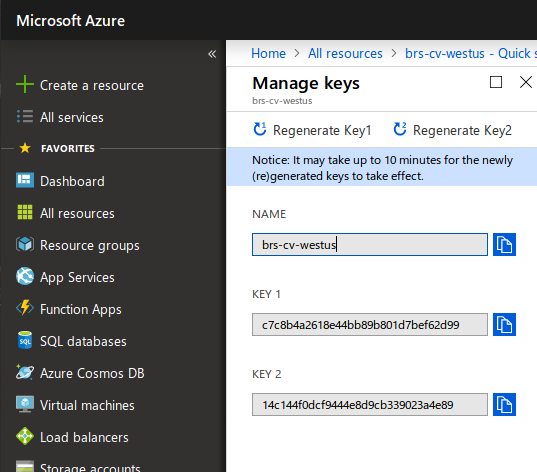 Microsoft Azure
«
Create a resource
All services
FAVORITES
Dashboard
All resources
Resource groups
App Services
Function Apps
SQL databases
Azure Cosmos DB
Virtual machines
Load balancers
Storage accounts
Home > All resources > brs-cv-westus - Quick s
Manage keys
brs-cv-westus
Regenerate Key1 Regenerate Key2
Notice: It may take up to 10 minutes for the newly
(re)generated keys to take effect.
NAME
brs-cv-westus
KEY 1
c7c8b4a2618e44bb89b801d7bef62d99
KEY 2
14c144f0dcf9444e8d9cb339023a4e89